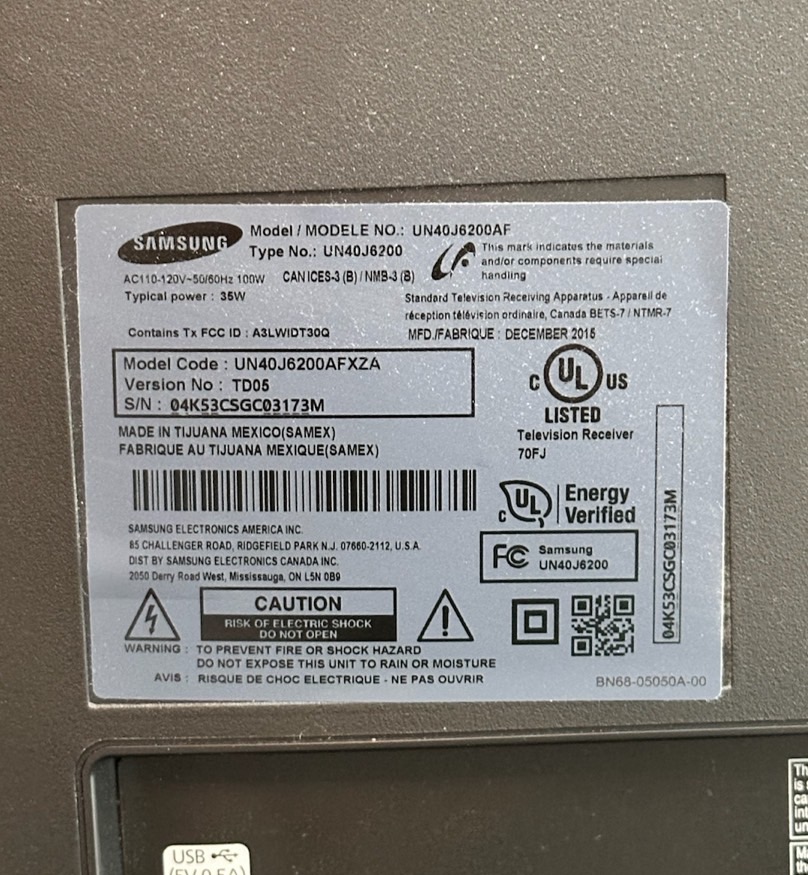 SAMSUNG
Model / MODELE NO.: UN40J6200AF
Type No.: UN40J6200
This mark indicates the materials
and/or components require special
handling
AC110-120V~50/60Hz 100W CAN ICES-3 (B) / NMB-3 (B)
Typical power : 35W
Standard Television Receiving Apparatus - Appareil de
réception télévision ordinaire, Canada BETS-7 / NTMR-7
Contains Tx FCC ID : A3LWIDT30Q
MFD./FABRIQUE : DECEMBER 2015
Model Code : UN40J6200AFXZA
Version No : TD05
S/N : 04K53CSGC03173M
C UL US
LISTED
Television Receiver
70FJ
MADE IN TIJUANA MEXICO(SAMEX)
FABRIQUE AU TIJUANA MEXIQUE(SAMEX)
C UL Energy
Verified
SAMSUNG ELECTRONICS AMERICA INC.
85 CHALLENGER ROAD, RIDGEFIELD PARK N.J. 07660-2112, U.S.A.
DIST BY SAMSUNG ELECTRONICS CANADA INC.
2050 Derry Road West, Mississauga, ON L5N 0B9
FC Samsung
UN40J6200
04K53CSGC03173M
CAUTION
RISK OF ELECTRIC SHOCK
DO NOT OPEN
WARNING : TO PREVENT FIRE OR SHOCK HAZARD
DO NOT EXPOSE THIS UNIT TO RAIN OR MOISTURE
AVIS : RISQUE DE CHOC ELECTRIQUE - NE PAS OUVRIR
BN68-05050A-00
USB
(5V 0.5A)